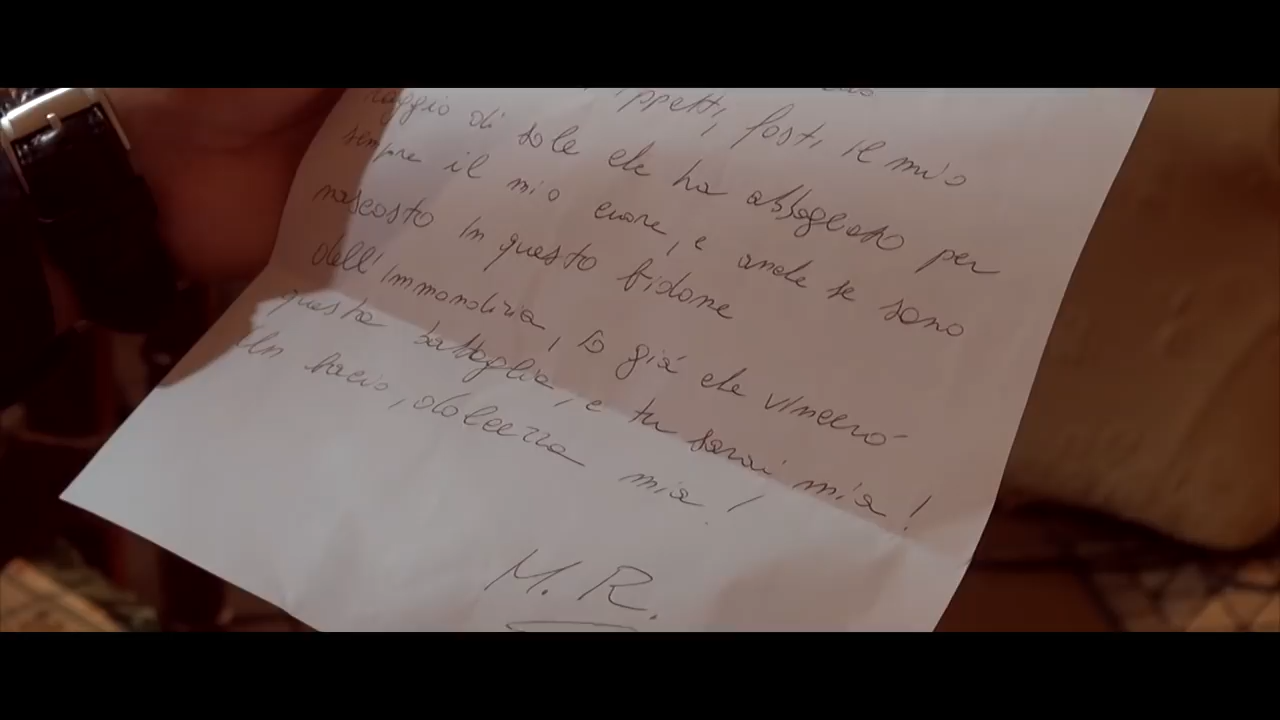 fosti il mio
raggio di sole che ha abbagliato per
sempre il mio cuore, e anche se sono
nascosto in questo bidone
dell'immondizia, so già che vincerò
questa battaglia, e tu sarai mia!
Un bacio, dolcezza mia!
M. R.